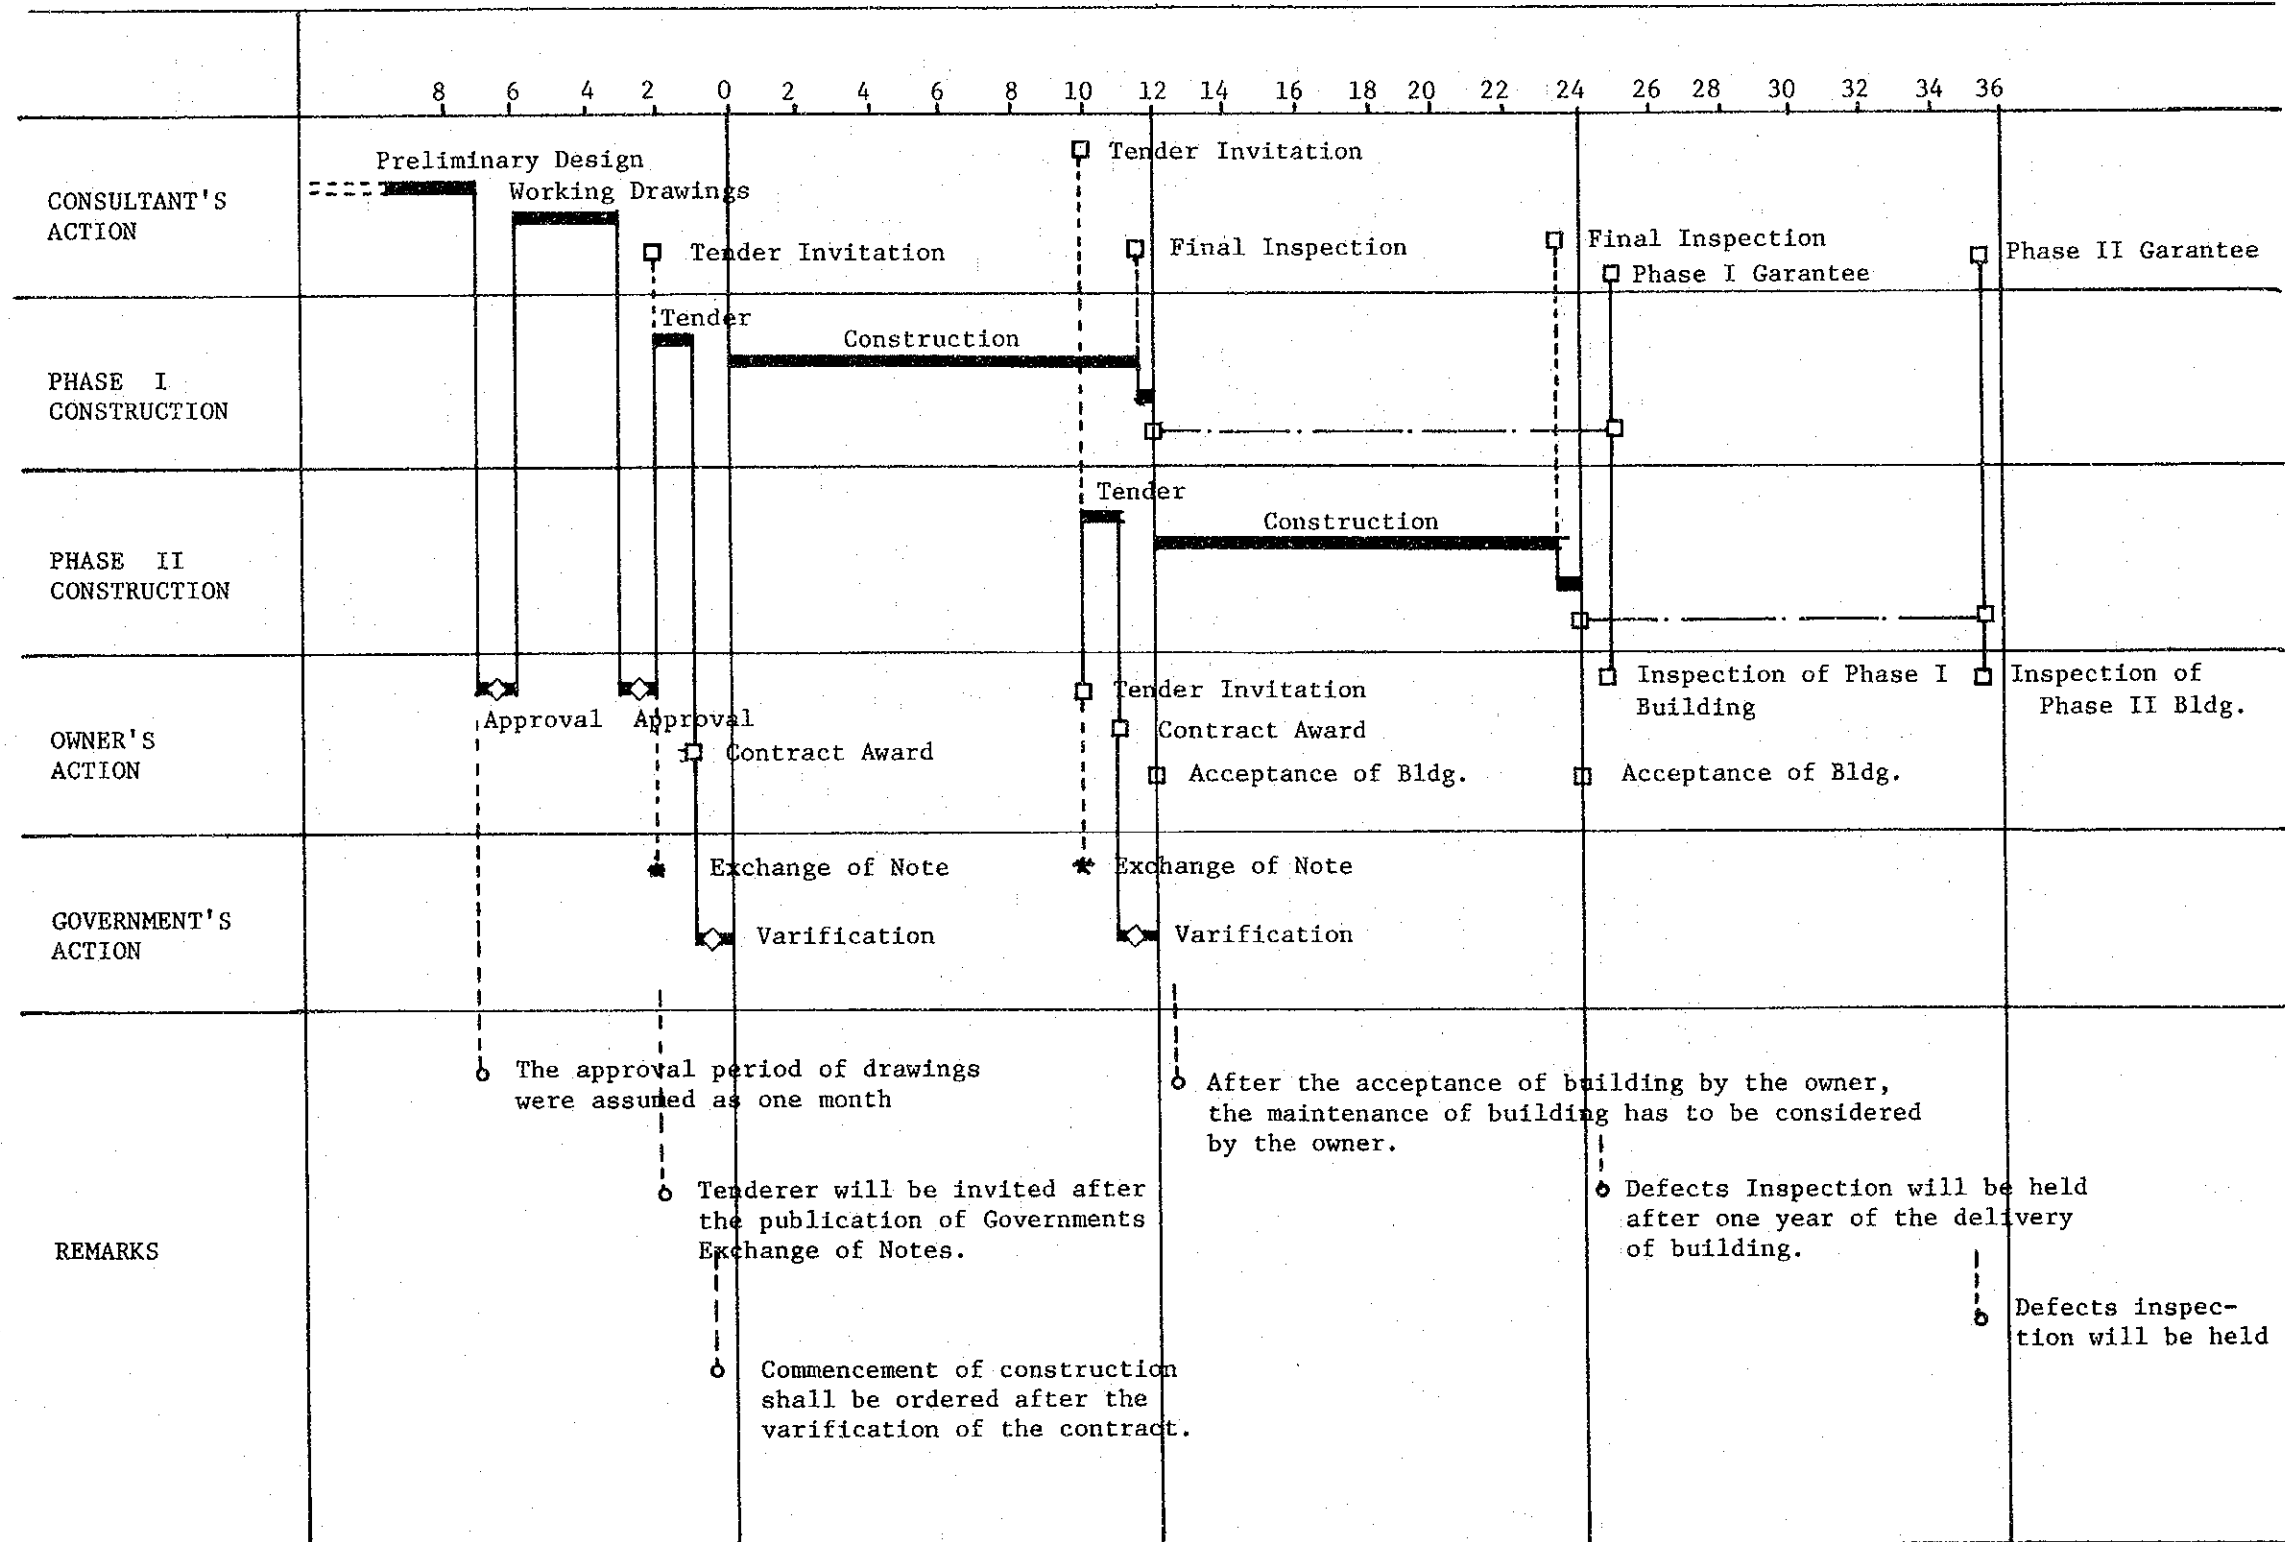 8 6 4 2 0 2 4 6 8 10 12 14 16 18 20 22 24 26 28 30 32 34 36
CONSULTANT'S
ACTION
Preliminary Design
Working Drawings
Tender Invitation
Tender Invitation
Final Inspection
Final Inspection
Phase I Garantee
Phase II Garantee
PHASE I
CONSTRUCTION
Tender
Construction
PHASE II
CONSTRUCTION
Tender
Construction
OWNER'S
ACTION
Approval
Approval
Contract Award
Tender Invitation
Contract Award
Acceptance of Bldg.
Inspection of Phase I
Building
Acceptance of Bldg.
Inspection of
Phase II Bldg.
GOVERNMENT'S
ACTION
Exchange of Note
Varification
Exchange of Note
Varification
REMARKS
The approval period of drawings
were assumed as one month
Tenderer will be invited after
the publication of Governments
Exchange of Notes.
Commencement of construction
shall be ordered after the
varification of the contract.
After the acceptance of building by the owner,
the maintenance of building has to be considered
by the owner.
Defects Inspection will be held
after one year of the delivery
of building.
Defects inspec-
tion will be held